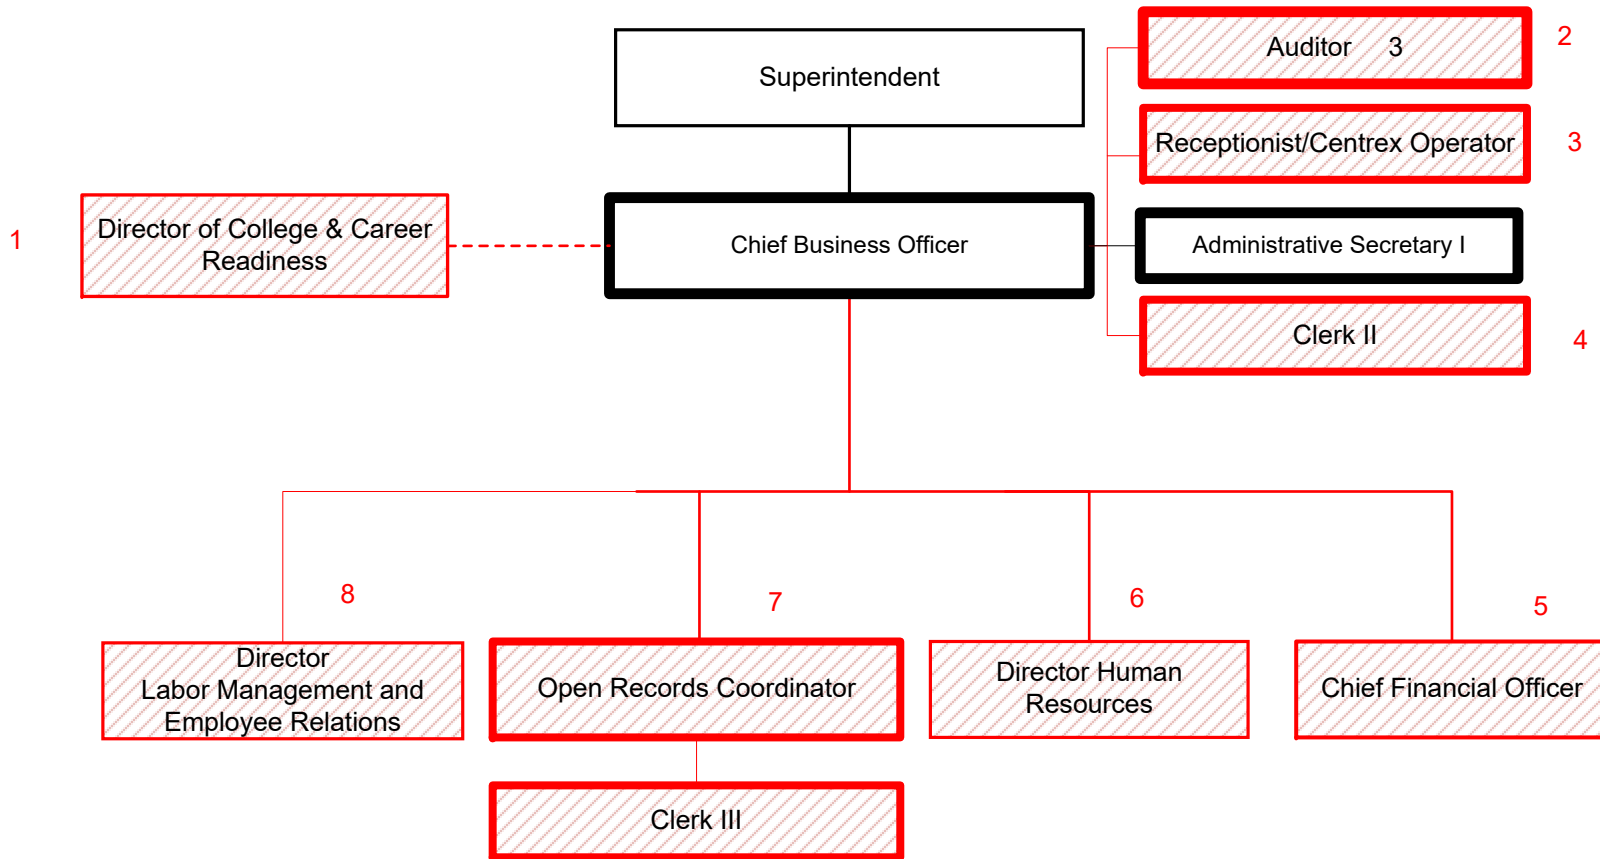 Superintendent
Auditor 3
2
Receptionist/Centrex Operator
3
1
Director of College & Career
Readiness
Chief Business Officer
Administrative Secretary I
Clerk II
4
8
7
6
5
Director
Labor Management and
Employee Relations
Open Records Coordinator
Director Human
Resources
Chief Financial Officer
Clerk III